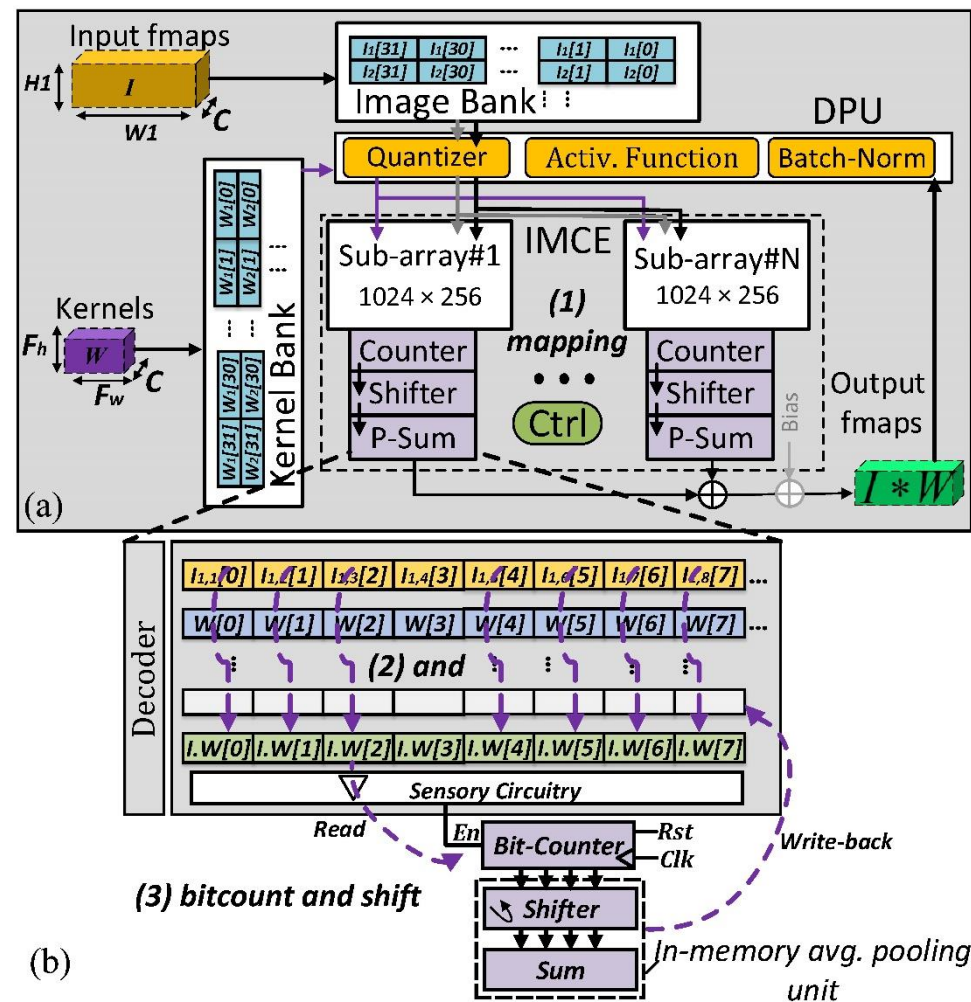 Input fmaps
I
H1
W1
C
I1[31] I1[30] ... I1[1] I1[0]
I2[31] I2[30] ... I2[1] I2[0]
Image Bank
DPU
Quantizer
Activ. Function
Batch-Norm
W1[0] W2[0]
W1[1] W2[1]
W1[30] W2[30]
W1[31] W2[31]
Kernel Bank
Kernels
W
Fh
Fw
C
IMCE
Sub-array#1
1024 × 256
Sub-array#N
1024 × 256
(1)
mapping
Counter
Shifter
P-Sum
Ctrl
Counter
Shifter
P-Sum
Bias
Output
fmaps
I * W
(a)
Decoder
I1,1[0] I1,2[1] I1,3[2] I1,4[3] I1,5[4] I1,6[5] I1,7[6] I1,8[7] ...
W[0] W[1] W[2] W[3] W[4] W[5] W[6] W[7] ...
(2) and
I.W[0] I.W[1] I.W[2] I.W[3] I.W[4] I.W[5] I.W[6] I.W[7]
Sensory Circuitry
Read
En
Bit-Counter
Rst
Clk
Write-back
(3) bitcount and shift
Shifter
Sum
In-memory avg. pooling
unit
(b)